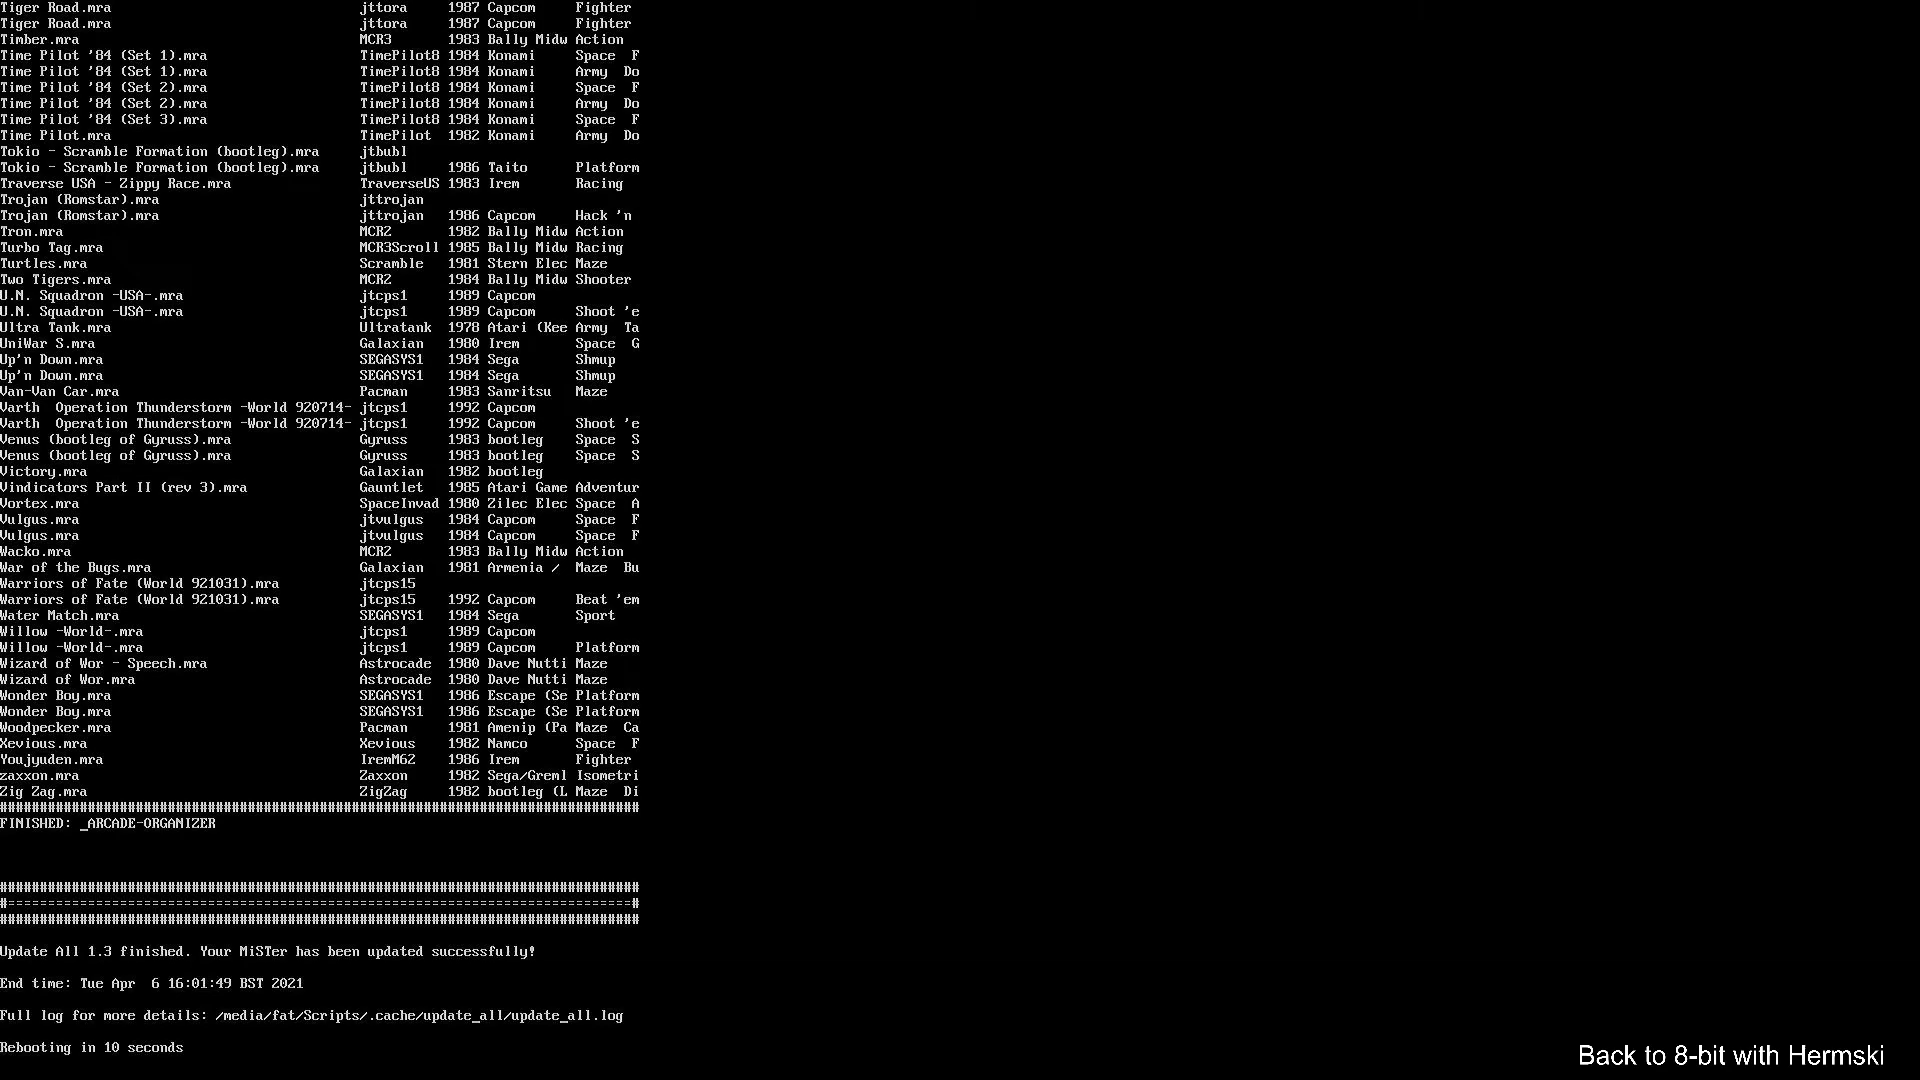 Tiger Road.mra jttora 1987 Capcom Fighter
Tiger Road.mra jttora 1987 Capcom Fighter
Timber.mra MCR3 1983 Bally Midw Action
Time Pilot '84 (Set 1).mra TimePilot8 1984 Konami Space F
Time Pilot '84 (Set 1).mra TimePilot8 1984 Konami Army Do
Time Pilot '84 (Set 2).mra TimePilot8 1984 Konami Space F
Time Pilot '84 (Set 2).mra TimePilot8 1984 Konami Army Do
Time Pilot '84 (Set 3).mra TimePilot8 1984 Konami Space F
Time Pilot.mra TimePilot 1982 Konami Army Do
Tokio - Scramble Formation (bootleg).mra jtbubl
Tokio - Scramble Formation (bootleg).mra jtbubl 1986 Taito Platform
Traverse USA - Zippy Race.mra TraverseUS 1983 Irem Racing
Trojan (Romstar).mra jttrojan
Trojan (Romstar).mra jttrojan 1986 Capcom Hack 'n
Tron.mra MCR2 1982 Bally Midw Action
Turbo Tag.mra MCR3Scroll 1985 Bally Midw Racing
Turtles.mra Scramble 1981 Stern Elec Maze
Two Tigers.mra MCR2 1984 Bally Midw Shooter
U.N. Squadron -USA-.mra jtcps1 1989 Capcom
U.N. Squadron -USA-.mra jtcps1 1989 Capcom Shoot 'e
Ultra Tank.mra Ultratank 1978 Atari (Kee Army Ta
UniWar S.mra Galaxian 1980 Irem Space G
Up'n Down.mra SEGASYS1 1984 Sega Shmup
Up'n Down.mra SEGASYS1 1984 Sega Shmup
Van-Van Car.mra Pacman 1983 Sanritsu Maze
Varth Operation Thunderstorm -World 920714- jtcps1 1992 Capcom
Varth Operation Thunderstorm -World 920714- jtcps1 1992 Capcom Shoot 'e
Venus (bootleg of Gyruss).mra Gyruss 1983 bootleg Space S
Venus (bootleg of Gyruss).mra Gyruss 1983 bootleg Space S
Victory.mra Galaxian 1982 bootleg
Vindicators Part II (rev 3).mra Gauntlet 1985 Atari Game Adventur
Vortex.mra SpaceInvad 1980 Zilec Elec Space A
Vulgus.mra jtvulgus 1984 Capcom Space F
Vulgus.mra jtvulgus 1984 Capcom Space F
Wacko.mra MCR2 1983 Bally Midw Action
War of the Bugs.mra Galaxian 1981 Armenia / Maze Bu
Warriors of Fate (World 921031).mra jtcps15
Warriors of Fate (World 921031).mra jtcps15 1992 Capcom Beat 'em
Water Match.mra SEGASYS1 1984 Sega Sport
Willow -World-.mra jtcps1 1989 Capcom
Willow -World-.mra jtcps1 1989 Capcom Platform
Wizard of Wor - Speech.mra Astrocade 1980 Dave Nutti Maze
Wizard of Wor.mra Astrocade 1980 Dave Nutti Maze
Wonder Boy.mra SEGASYS1 1986 Escape (Se Platform
Wonder Boy.mra SEGASYS1 1986 Escape (Se Platform
Woodpecker.mra Pacman 1981 Amenip (Pa Maze Ca
Xevious.mra Xevious 1982 Namco Space F
Youjyuden.mra IremM62 1986 Irem Fighter
zaxxon.mra Zaxxon 1982 Sega/Greml Isometri
Zig Zag.mra ZigZag 1982 bootleg (L Maze Di
################################################################################
FINISHED: _ARCADE-ORGANIZER
################################################################################
#==============================================================================#
################################################################################
Update All 1.3 finished. Your MiSTer has been updated successfully!
End time: Tue Apr 6 16:01:49 BST 2021
Full log for more details: /media/fat/Scripts/.cache/update_all/update_all.log
Rebooting in 10 seconds
Back to 8-bit with Hermski